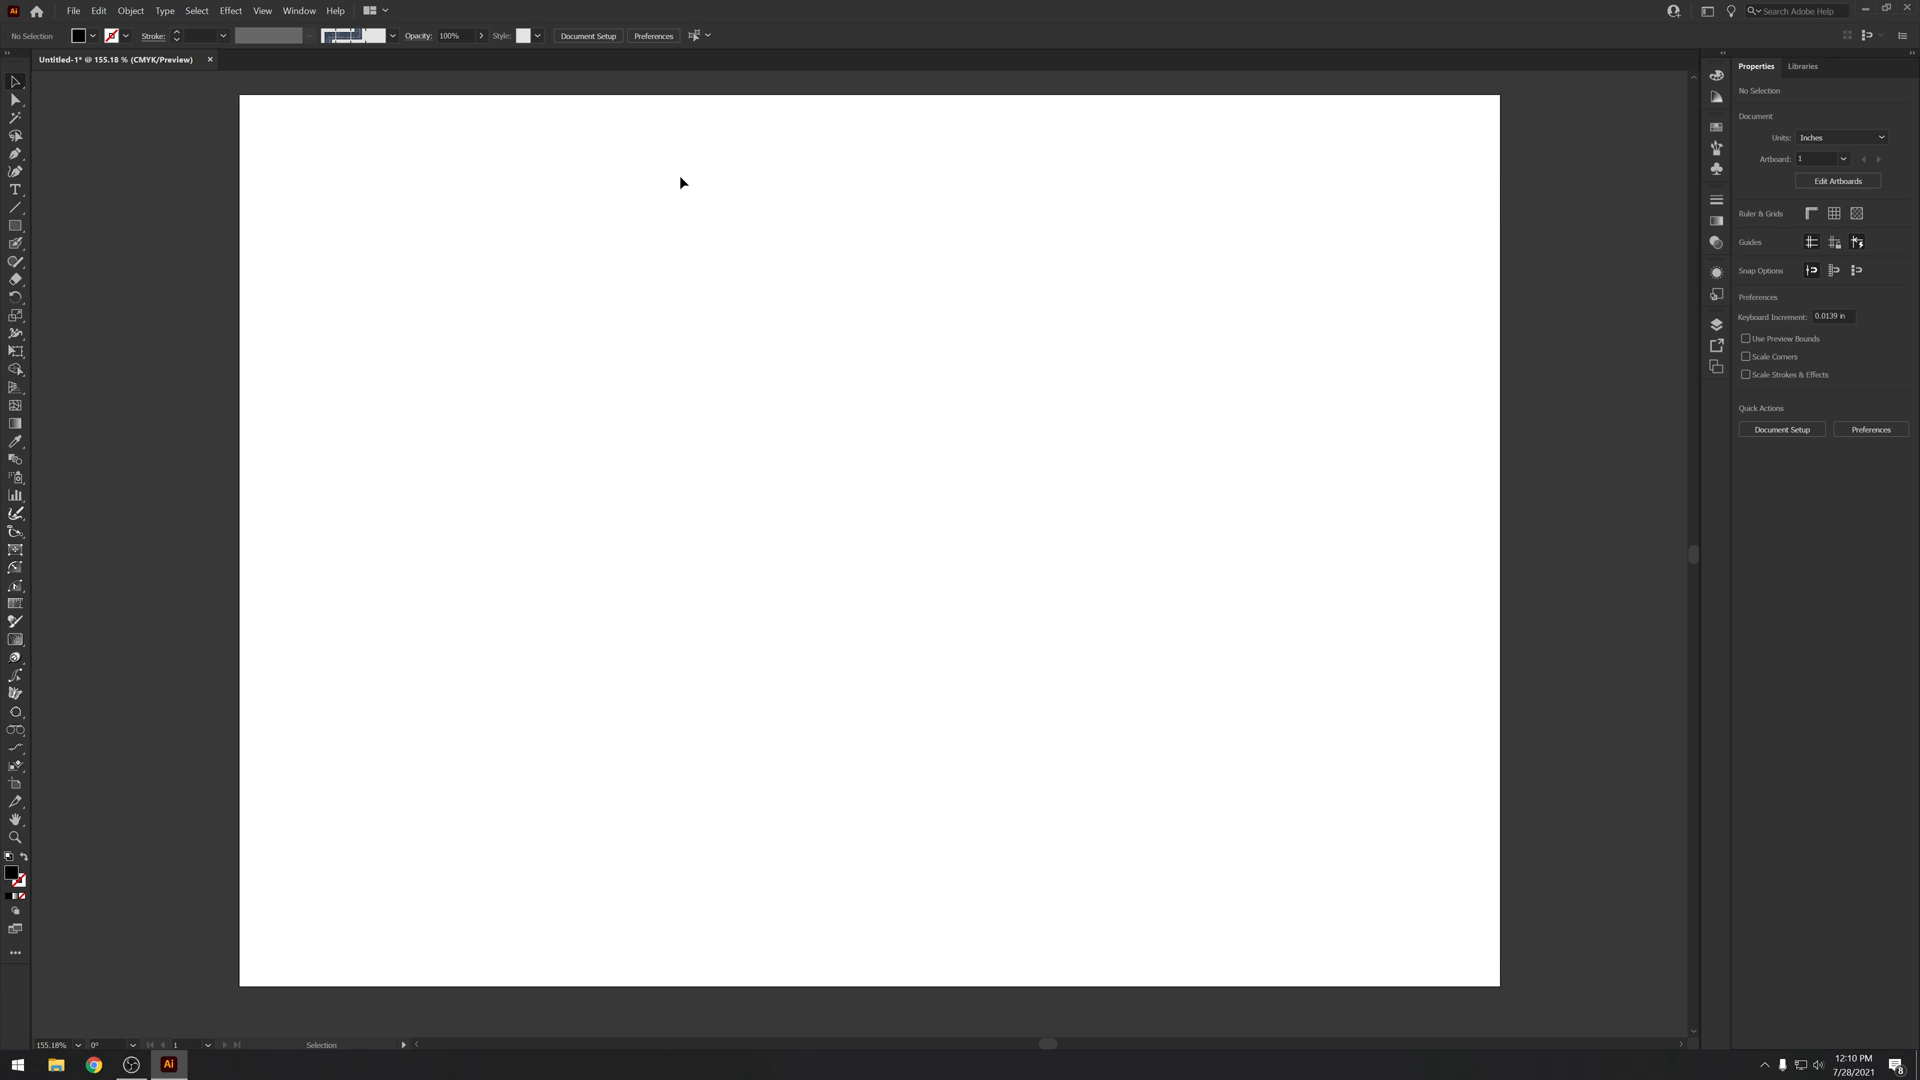 Ai File Edit Object Type Select Effect View Window Help Search Adobe Help
No Selection Stroke: Opacity: 100% Style: Document Setup Preferences
Untitled-1* @ 155.18 % (CMYK/Preview) ×
Properties Libraries
No Selection
Document
Units: Inches
Artboard: 1
Edit Artboards
Ruler & Grids
Guides
Snap Options
Preferences
Keyboard Increment: 0.0139 in
Use Preview Bounds
Scale Corners
Scale Strokes & Effects
Quick Actions
Document Setup Preferences
155.18% 0° 1 Selection
Ai
12:10 PM
7/28/2021
8